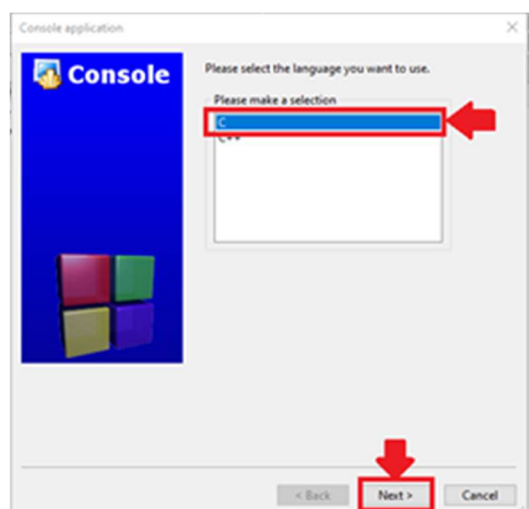 Console application
Console
Please select the language you want to use.
Please make a selection
C
C++
< Back
Next >
Cancel